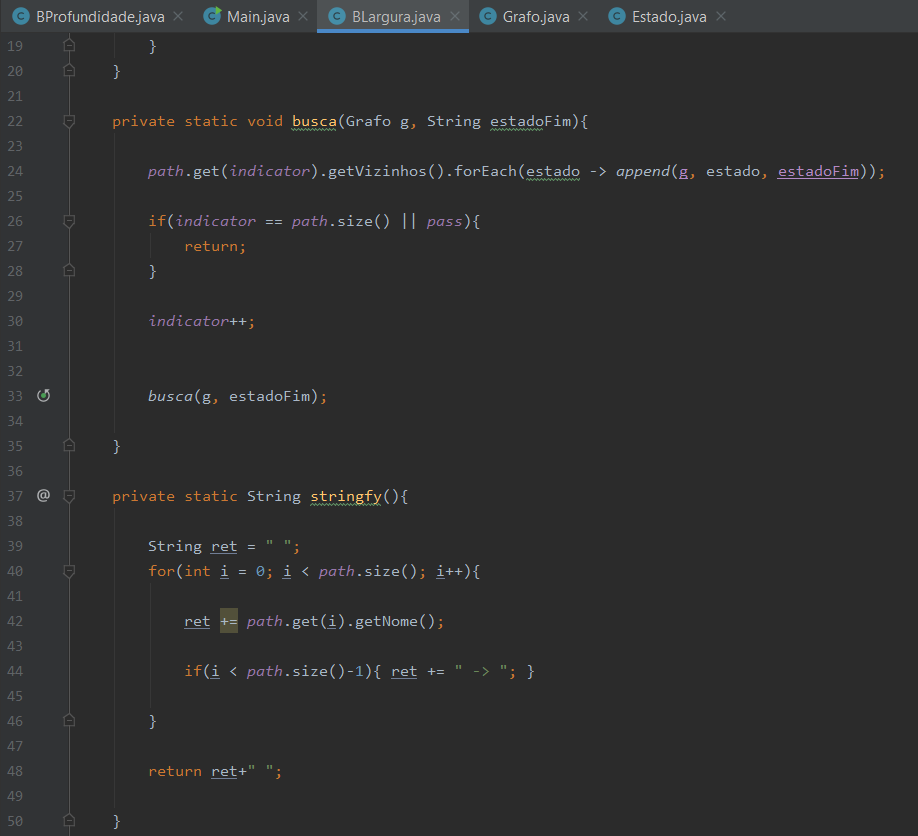 BProfundidade.java Main.java BLargura.java Grafo.java Estado.java
19 }
20 }
21
22 private static void busca(Grafo g, String estadoFim){
23
24 path.get(indicator).getVizinhos().forEach(estado -> append(g, estado, estadoFim));
25
26 if(indicator == path.size() || pass){
27 return;
28 }
29
30 indicator++;
31
32
33 busca(g, estadoFim);
34
35 }
36
37 @ private static String stringfy(){
38
39 String ret = " ";
40 for(int i = 0; i < path.size(); i++){
41
42 ret += path.get(i).getNome();
43
44 if(i < path.size()-1){ ret += " -> "; }
45
46 }
47
48 return ret+" ";
49
50 }